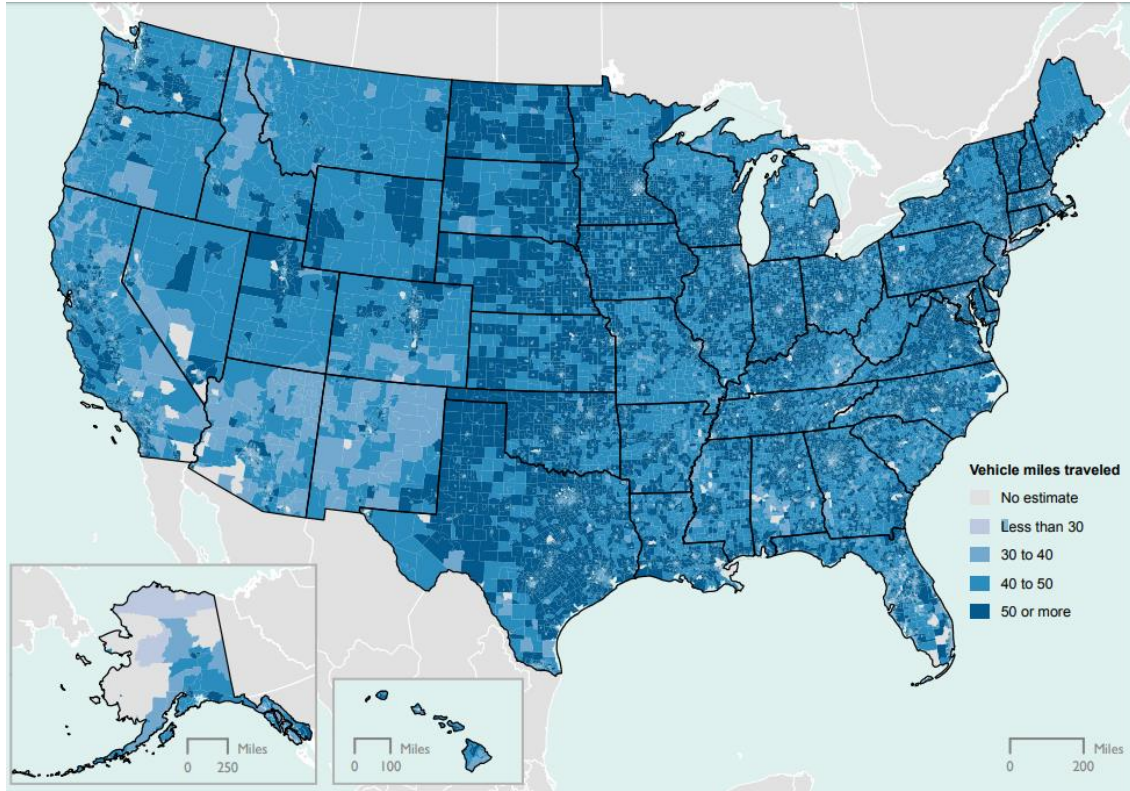 Vehicle miles traveled
No estimate
Less than 30
30 to 40
40 to 50
50 or more
Miles
0 250
Miles
0 100
Miles
0 200